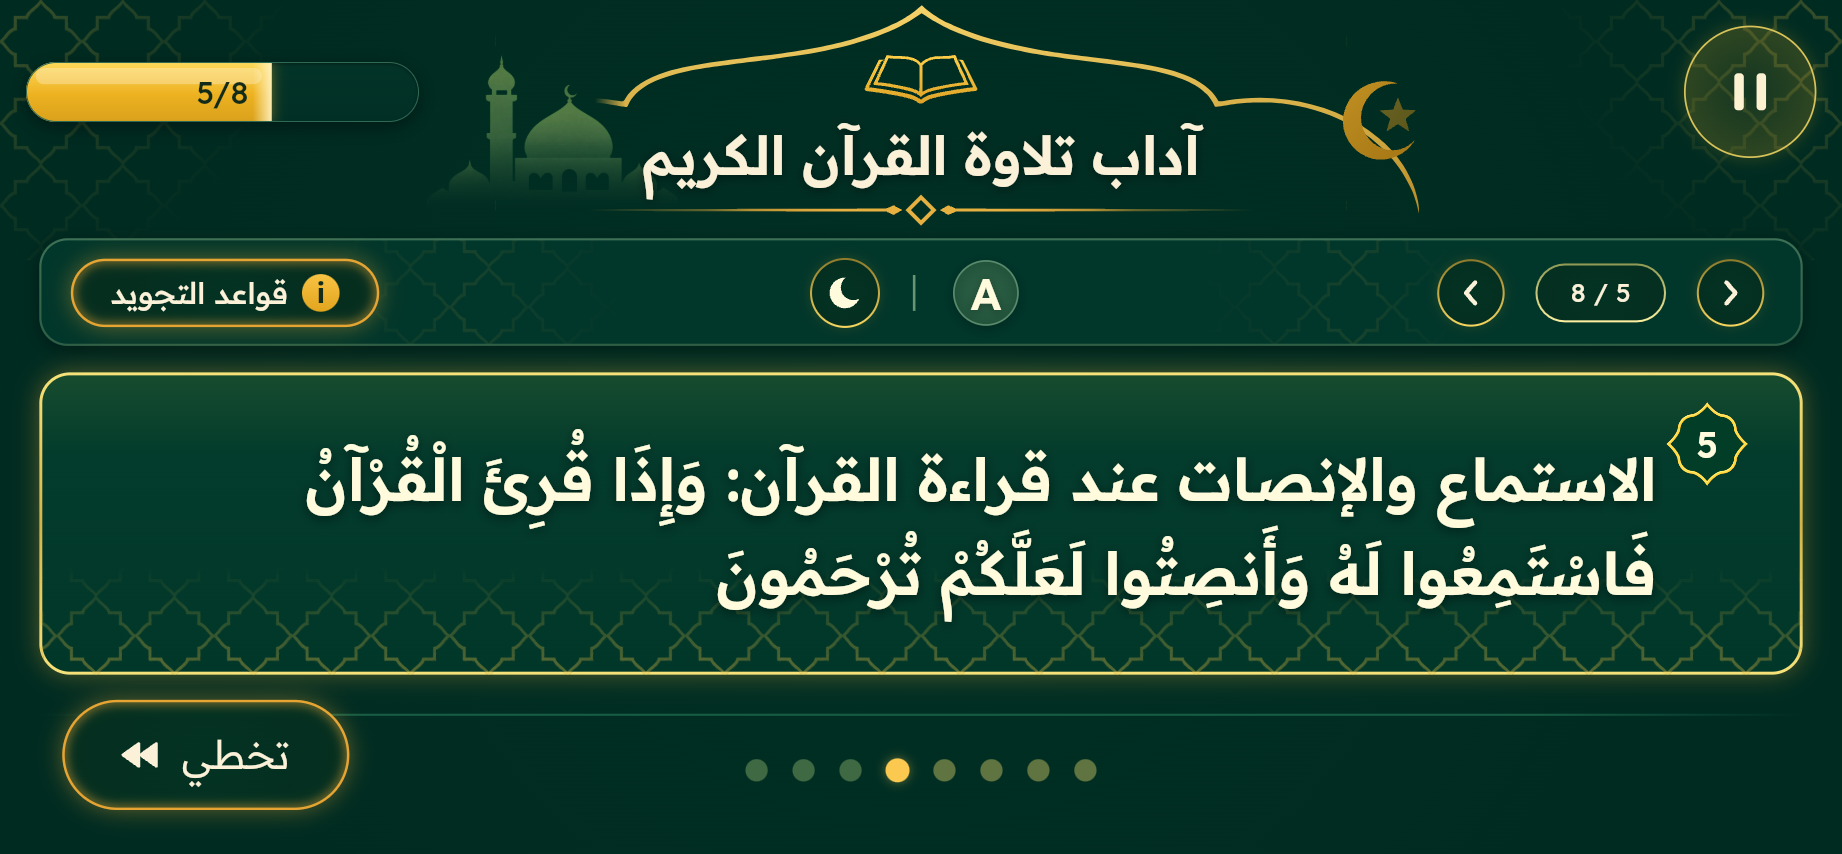 5/8
آداب تلاوة القرآن الكريم
8 / 5
A
i قواعد التجويد
5
الاستماع والإنصات عند قراءة القرآن: وَإِذَا قُرِئَ الْقُرْآنُ
فَاسْتَمِعُوا لَهُ وَأَنصِتُوا لَعَلَّكُمْ تُرْحَمُونَ
تخطي